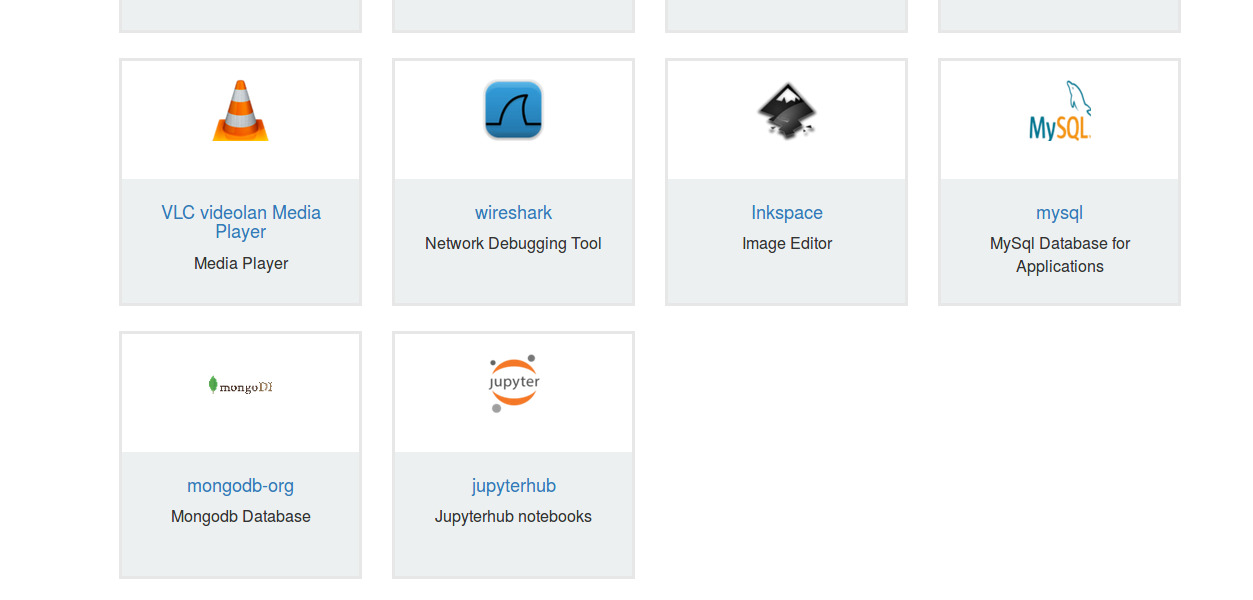 MySQL
VLC videolan Media
Player
Media Player
wireshark
Network Debugging Tool
Inkspace
Image Editor
mysql
MySql Database for
Applications
mongoDB
jupyter
mongodb-org
Mongodb Database
jupyterhub
Jupyterhub notebooks